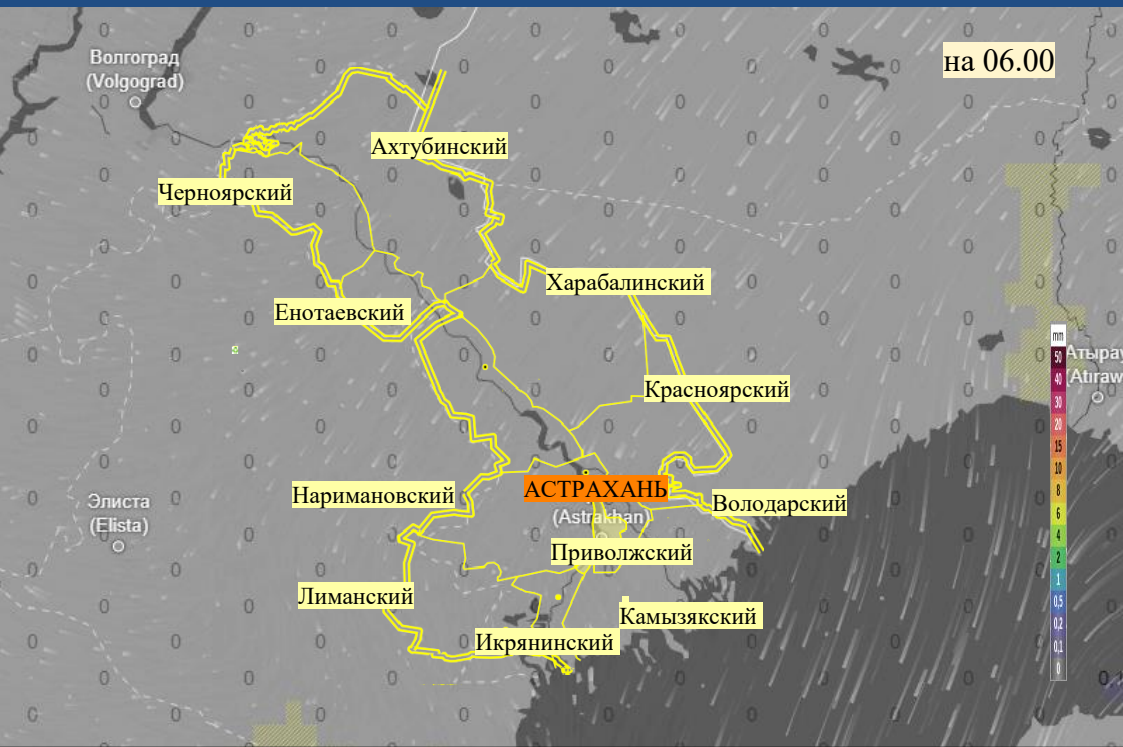 на 06.00
Волгоград
(Volgograd)
Ахтубинский
Черноярский
Харабалинский
Енотаевский
mm
50
40
30
20
15
10
8
6
4
2
1
0,5
0,2
0,1
0
Атырау
(Atıraw
Красноярский
АСТРАХАНЬ
(Astrakhan)
Наримановский
Элиста
(Elista)
Володарский
Приволжский
Лиманский
Камызякский
Икрянинский